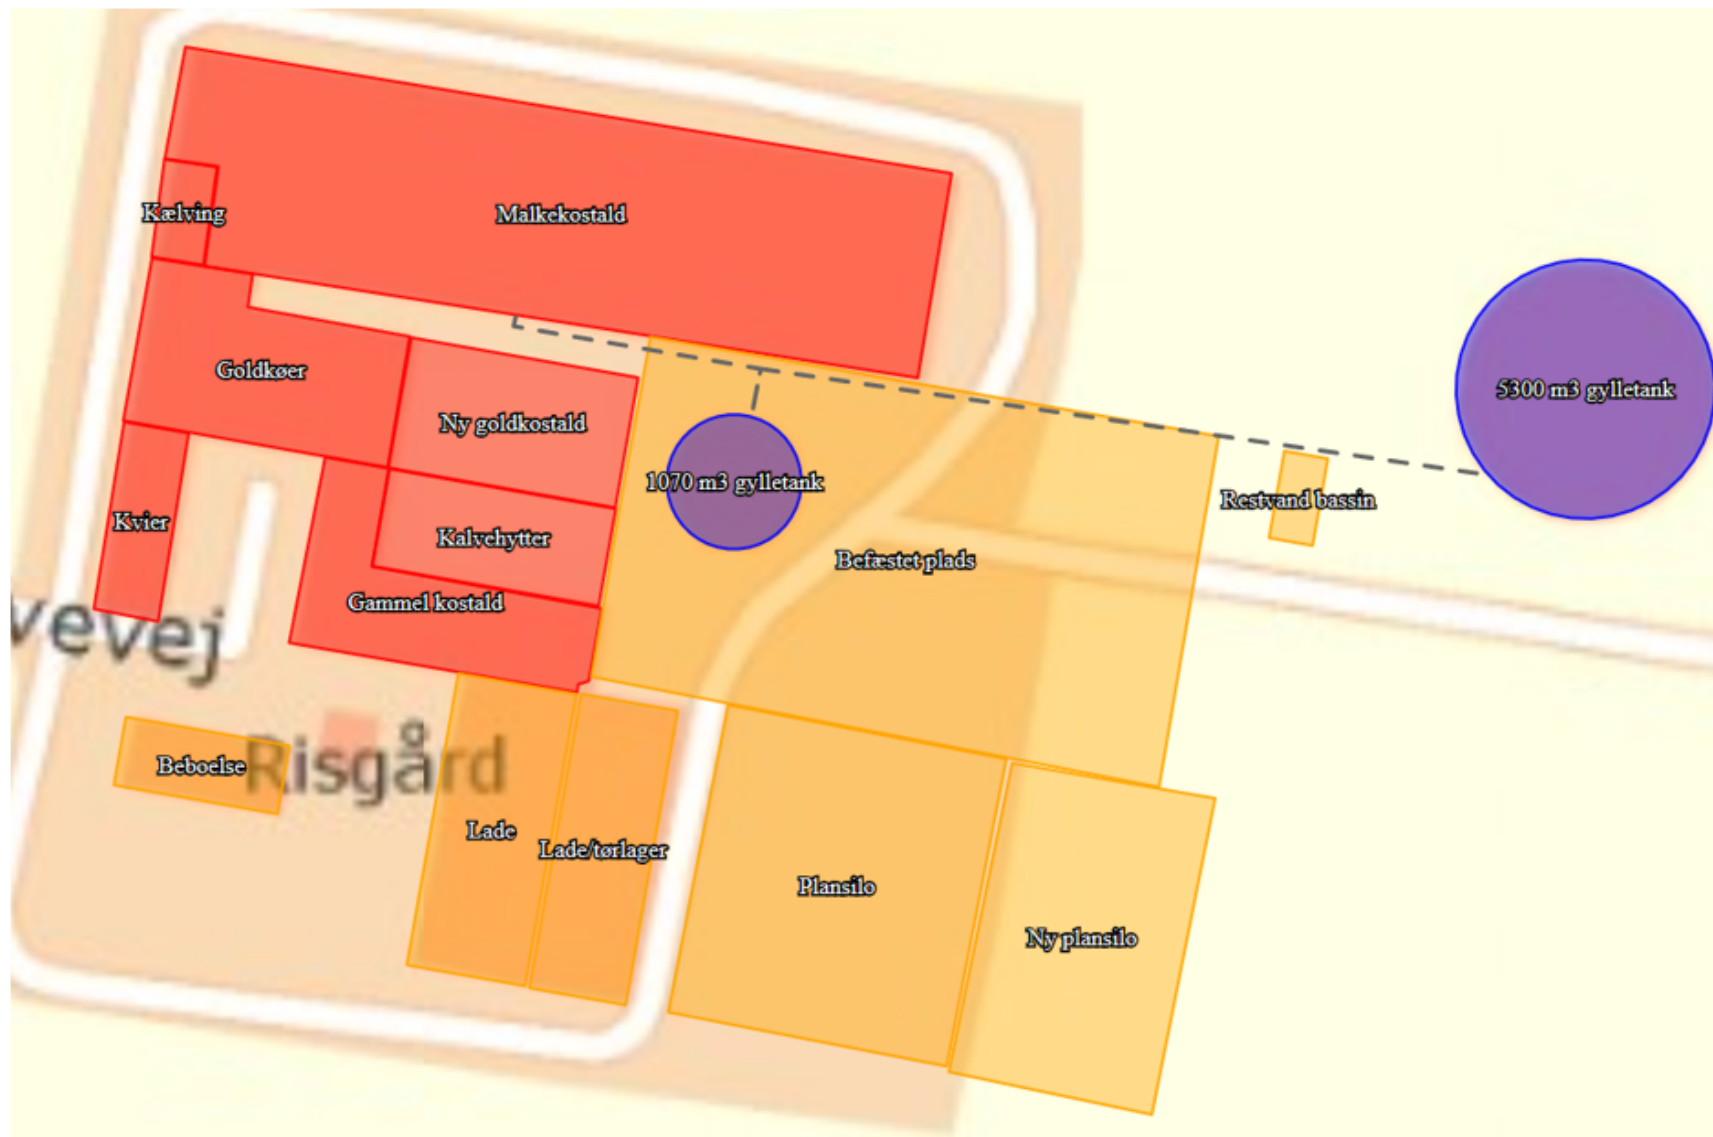 Malkekostald
Kælving
Goldkøer
Ny goldkostald
5300 m3 gylletank
1070 m3 gylletank
Restvand bassin
Kvier
Kalvehytter
Befæstet plads
Gammel kostald
vevej
Risgård
Beboelse
Lade
Lade/tørlager
Plansilo
Ny plansilo